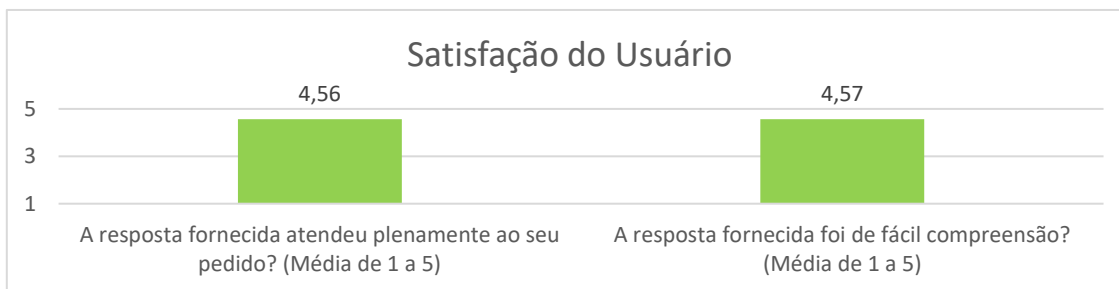 Satisfação do Usuário
4,56
4,57
5
3
1
A resposta fornecida atendeu plenamente ao seu
pedido? (Média de 1 a 5)
A resposta fornecida foi de fácil compreensão?
(Média de 1 a 5)